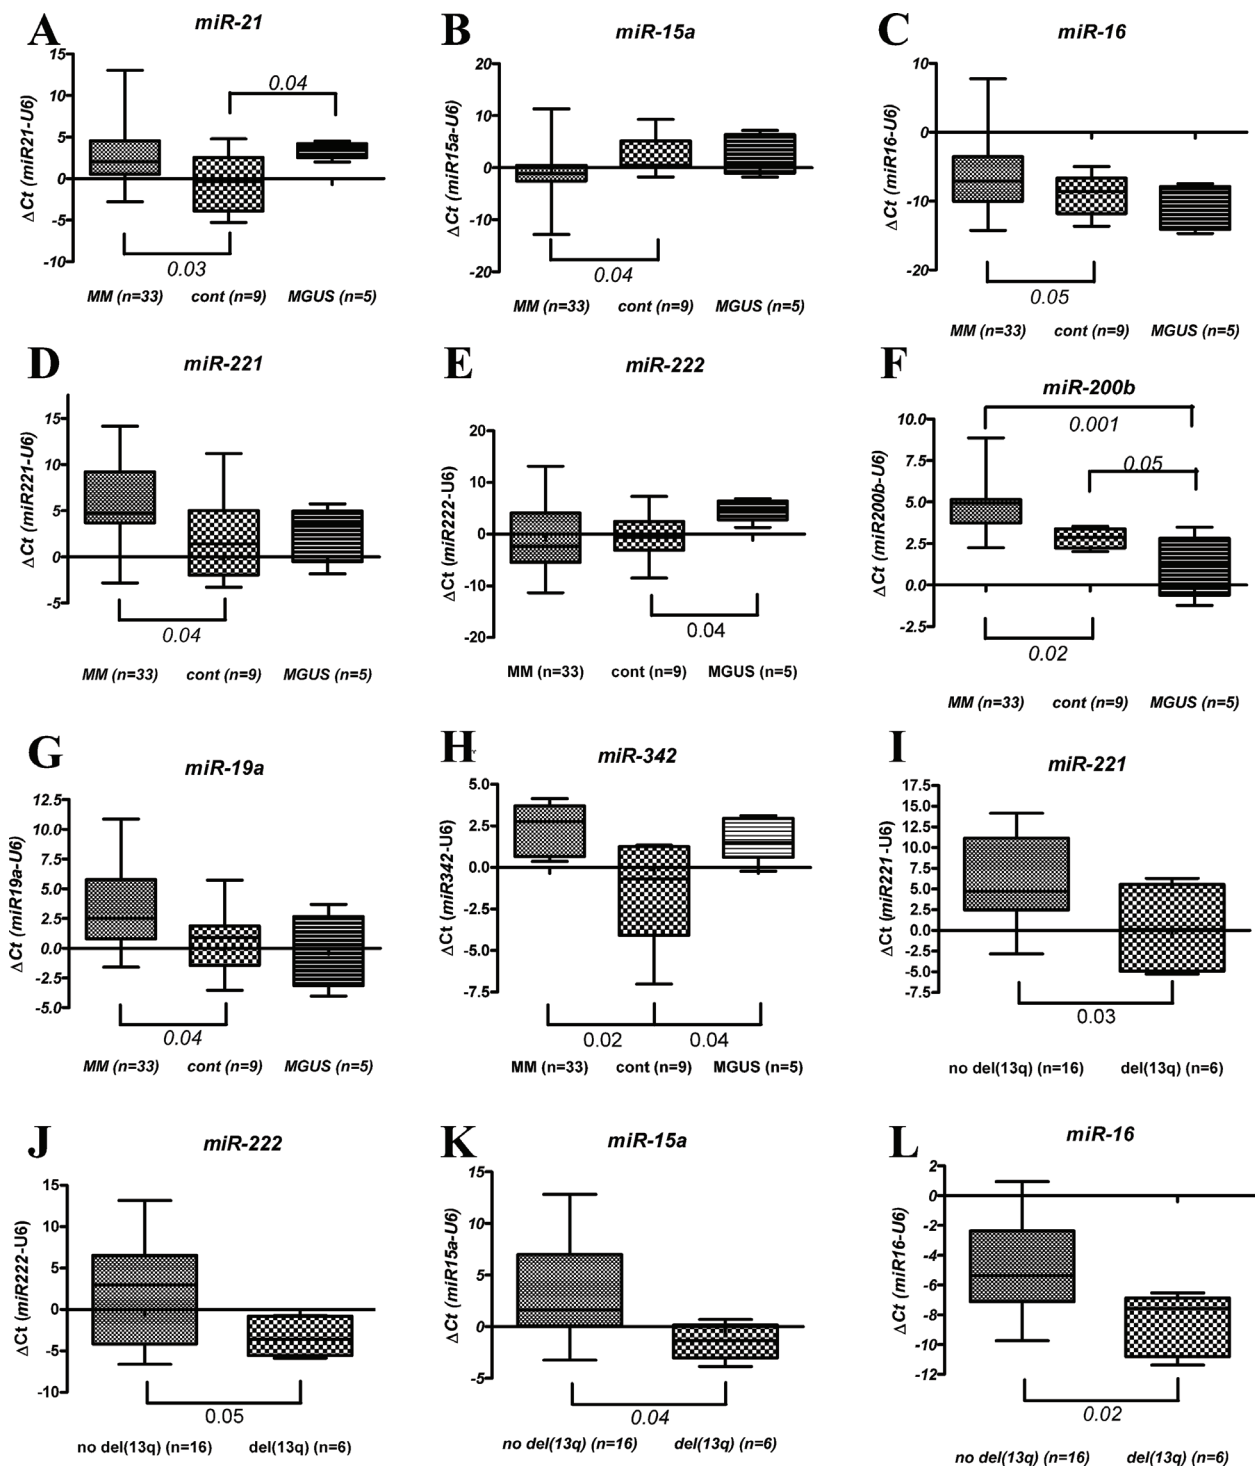 A
miR-21
ΔCt (miR21-U6)
15
10
5
0
-5
-10
0.04
0.03
MM (n=33) cont (n=9) MGUS (n=5)
B
miR-15a
ΔCt (miR15a-U6)
20
10
0
-10
-20
0.04
MM (n=33) cont (n=9) MGUS (n=5)
C
miR-16
ΔCt (miR16-U6)
10
0
-10
-20
0.05
MM (n=33) cont (n=9) MGUS (n=5)
D
miR-221
ΔCt (miR221-U6)
15
10
5
0
-5
0.04
MM (n=33) cont (n=9) MGUS (n=5)
E
miR-222
ΔCt (miR222-U6)
20
10
0
-10
-20
0.04
MM (n=33) cont (n=9) MGUS (n=5)
F
miR-200b
ΔCt (miR200b-U6)
10.0
7.5
5.0
2.5
0.0
-2.5
0.001
0.05
0.02
MM (n=33) cont (n=9) MGUS (n=5)
G
miR-19a
ΔCt (miR19a-U6)
12.5
10.0
7.5
5.0
2.5
0.0
-2.5
-5.0
0.04
MM (n=33) cont (n=9) MGUS (n=5)
H
miR-342
ΔCt (miR342-U6)
5.0
2.5
0.0
-2.5
-5.0
-7.5
0.02 0.04
MM (n=33) cont (n=9) MGUS (n=5)
I
miR-221
ΔCt (miR221-U6)
17.5
15.0
12.5
10.0
7.5
5.0
2.5
0.0
-2.5
-5.0
-7.5
0.03
no del(13q) (n=16) del(13q) (n=6)
J
miR-222
ΔCt (miR222-U6)
15
10
5
0
-5
-10
0.05
no del(13q) (n=16) del(13q) (n=6)
K
miR-15a
ΔCt (miR15a-U6)
15
10
5
0
-5
0.04
no del(13q) (n=16) del(13q) (n=6)
L
miR-16
ΔCt (miR16-U6)
2
0
-2
-4
-6
-8
-10
-12
0.02
no del(13q) (n=16) del(13q) (n=6)